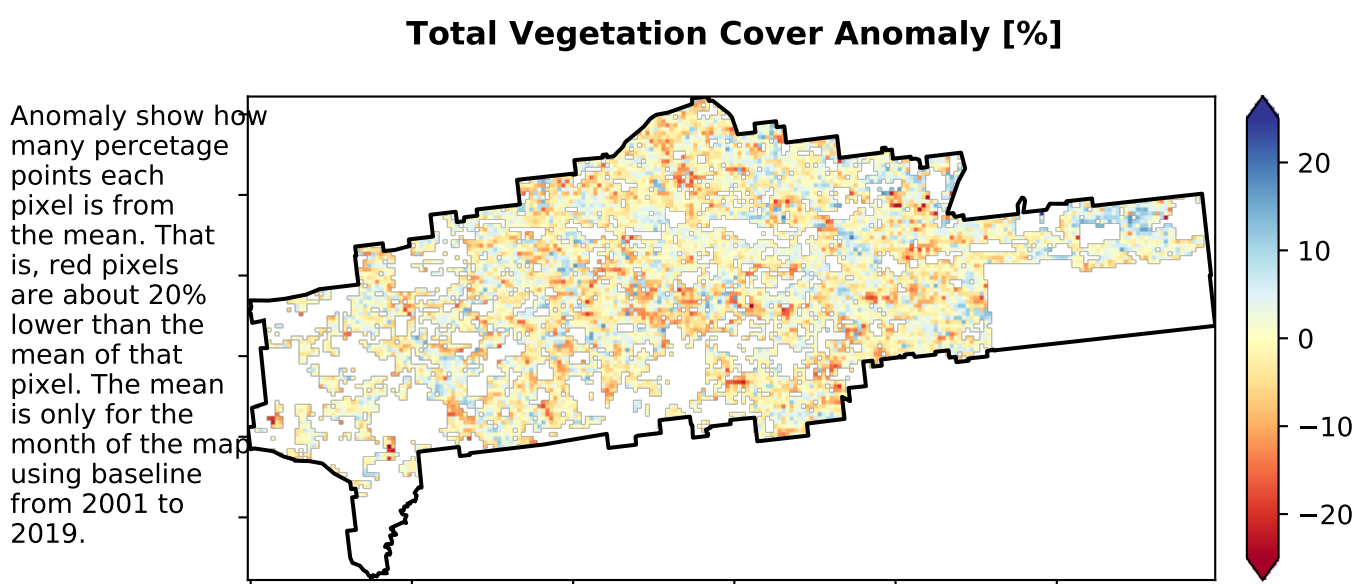 Total Vegetation Cover Anomaly [%]
Anomaly show how
many percetage
points each
pixel is from
the mean. That
is, red pixels
are about 20%
lower than the
mean of that
pixel. The mean
is only for the
month of the map
using baseline
from 2001 to
2019.
20
10
0
−10
−20